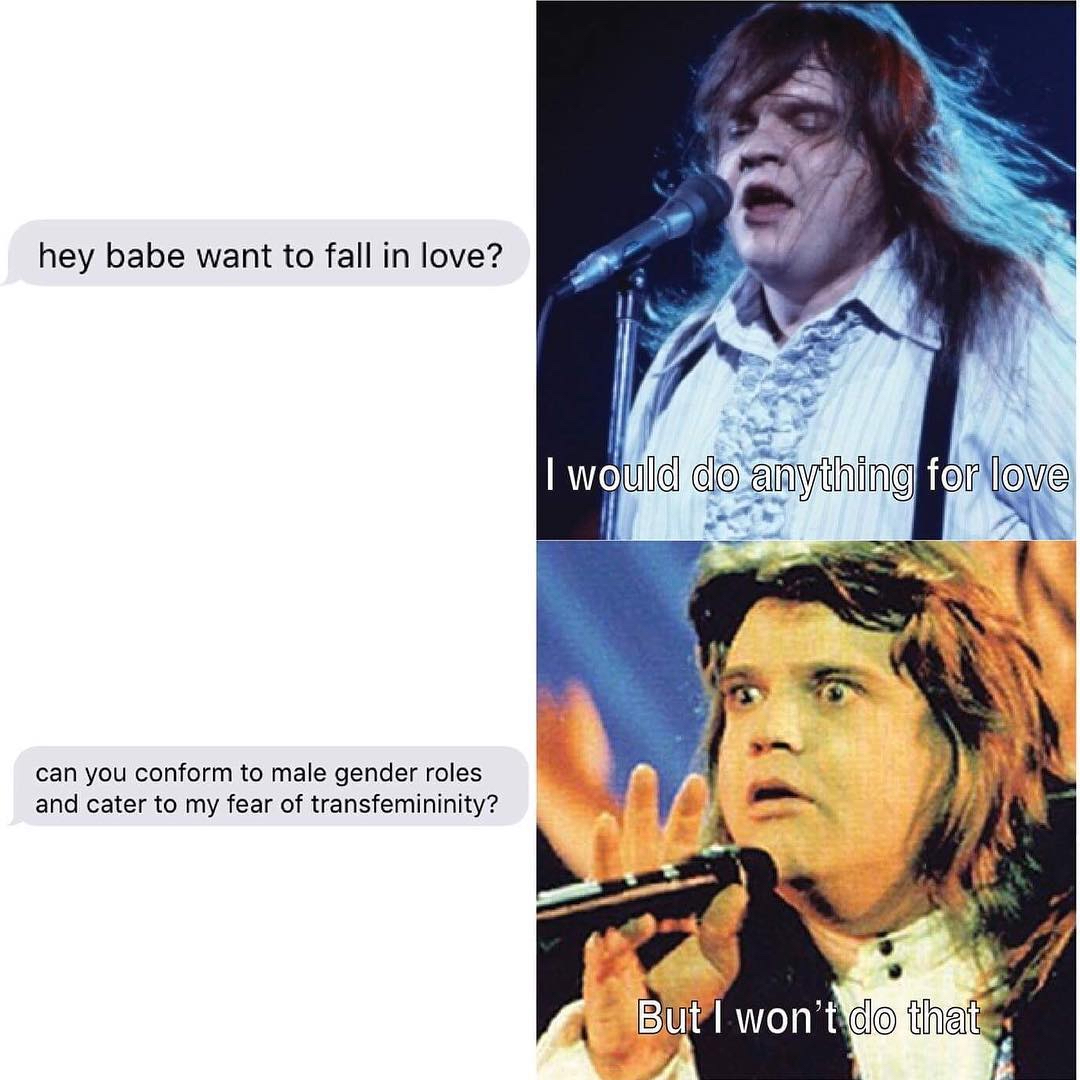 hey babe want to fall in love?
I would do anything for love
can you conform to male gender roles
and cater to my fear of transfemininity?
But I won't do that